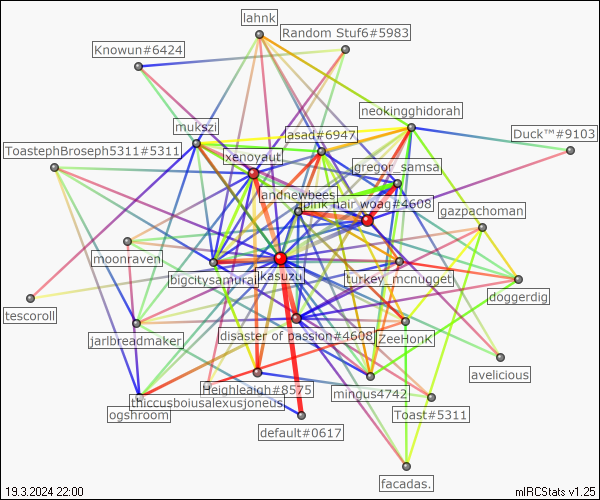 lahnk
Random Stuf6#5983
Knowun#6424
neokingghidorah
mukszi
asad#6947
Duck™#9103
ToastephBroseph5311#5311
xenoyaut
gregor_samsa
andnewbees
pink hair woag#4608
gazpachoman
moonraven
bigcitysamurai
ikasuzu
turkey_mcnugget
doggerdig
tescoroll
jarlbreadmaker
disaster of passion#4608
ZeeHonK
avelicious
Heighleigh#8575
mingus4742
thiccusboiusalexusjoneus
ogshroom
Toast#5311
default#0617
facadas.
19.3.2024 22:00
mIRCStats v1.25